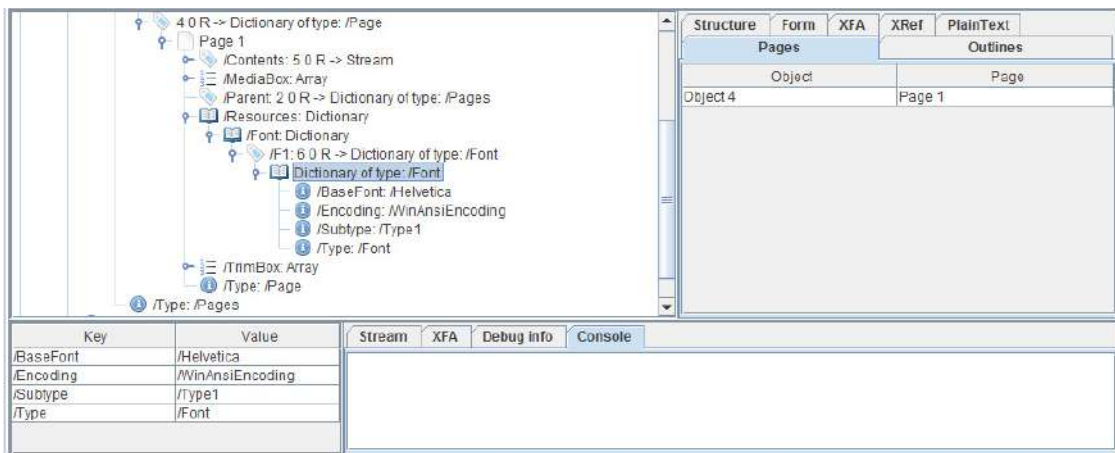 4 0 R -> Dictionary of type: /Page
Page 1
/Contents: 5 0 R -> Stream
/MediaBox: Array
/Parent: 2 0 R -> Dictionary of type: /Pages
/Resources: Dictionary
/Font: Dictionary
/F1: 6 0 R -> Dictionary of type: /Font
Dictionary of type: /Font
/BaseFont: /Helvetica
/Encoding: /WinAnsiEncoding
/Subtype: /Type1
/Type: /Font
/TrimBox: Array
/Type: /Page
/Type: /Pages
Structure Form XFA XRef PlainText
Pages Outlines
Object Page
Object 4 Page 1
Key Value
/BaseFont /Helvetica
/Encoding /WinAnsiEncoding
/Subtype /Type1
/Type /Font
Stream XFA Debug info Console